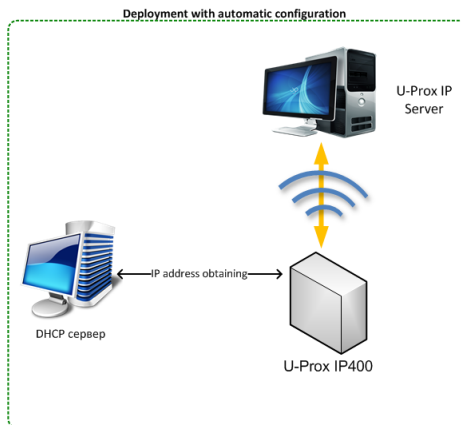 Deployment with automatic configuration
U-Prox IP
Server
IP address obtaining
DHCP сервер
U-Prox IP400